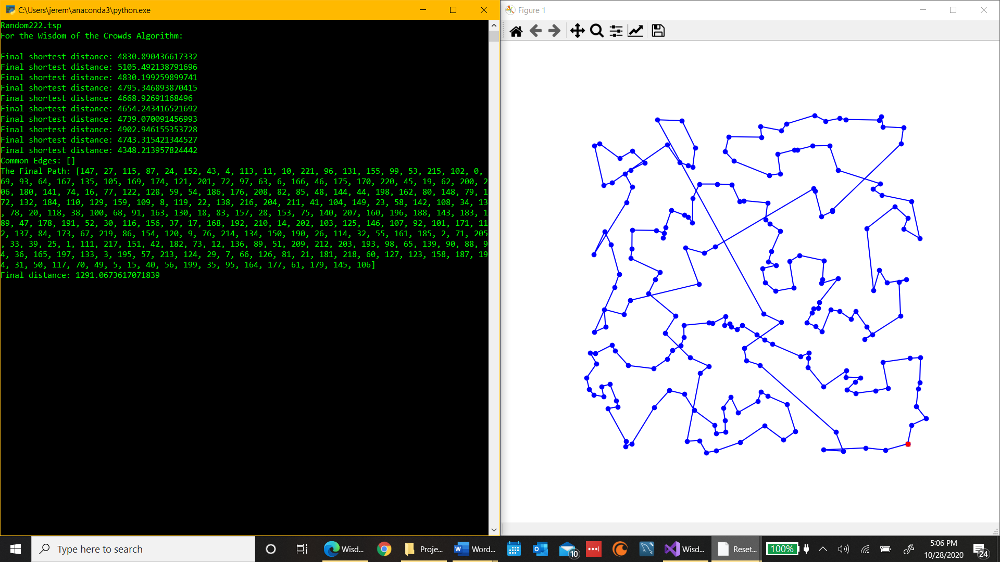 C:\Users\jerem\anaconda3\python.exe
Random222.tsp
For the Wisdom of the Crowds Algorithm:
Final shortest distance: 4830.890436617332
Final shortest distance: 5105.492138791696
Final shortest distance: 4830.199259899741
Final shortest distance: 4795.346893870415
Final shortest distance: 4668.92691168496
Final shortest distance: 4654.243416521692
Final shortest distance: 4739.070091456993
Final shortest distance: 4902.946155353728
Final shortest distance: 4743.315421344527
Final shortest distance: 4348.213957824442
Common Edges: []
The Final Path: [147, 27, 115, 87, 24, 152, 43, 4, 113, 11, 10, 221, 96, 131, 155, 99, 53, 215, 102, 0,
69, 93, 64, 167, 135, 105, 169, 174, 121, 201, 72, 97, 63, 6, 166, 46, 175, 170, 220, 45, 19, 62, 200, 2
06, 180, 141, 74, 16, 77, 122, 128, 59, 54, 186, 176, 208, 82, 85, 48, 144, 44, 198, 162, 80, 148, 79, 1
72, 132, 184, 110, 129, 159, 109, 8, 119, 22, 138, 216, 204, 211, 41, 104, 149, 23, 58, 142, 108, 34, 13
, 78, 20, 118, 38, 100, 68, 91, 163, 130, 18, 83, 157, 28, 153, 75, 140, 207, 160, 196, 188, 143, 183, 1
89, 47, 178, 191, 52, 30, 116, 156, 37, 17, 168, 192, 210, 14, 202, 103, 125, 146, 107, 92, 101, 171, 11
2, 137, 84, 173, 67, 219, 86, 154, 120, 9, 76, 214, 134, 150, 190, 26, 114, 32, 55, 161, 185, 2, 71, 205
, 33, 39, 25, 1, 111, 217, 151, 42, 182, 73, 12, 136, 89, 51, 209, 212, 203, 193, 98, 65, 139, 90, 88, 9
4, 36, 165, 197, 133, 3, 195, 57, 213, 124, 29, 7, 66, 126, 81, 21, 181, 218, 60, 127, 123, 158, 187, 19
4, 31, 50, 117, 70, 49, 5, 15, 40, 56, 199, 35, 95, 164, 177, 61, 179, 145, 106]
Final distance: 1291.0673617071839
Figure 1
Type here to search
Wisd...
Proje...
Word...
10
Wisd...
Reset...
100%
5:06 PM
10/28/2020
24